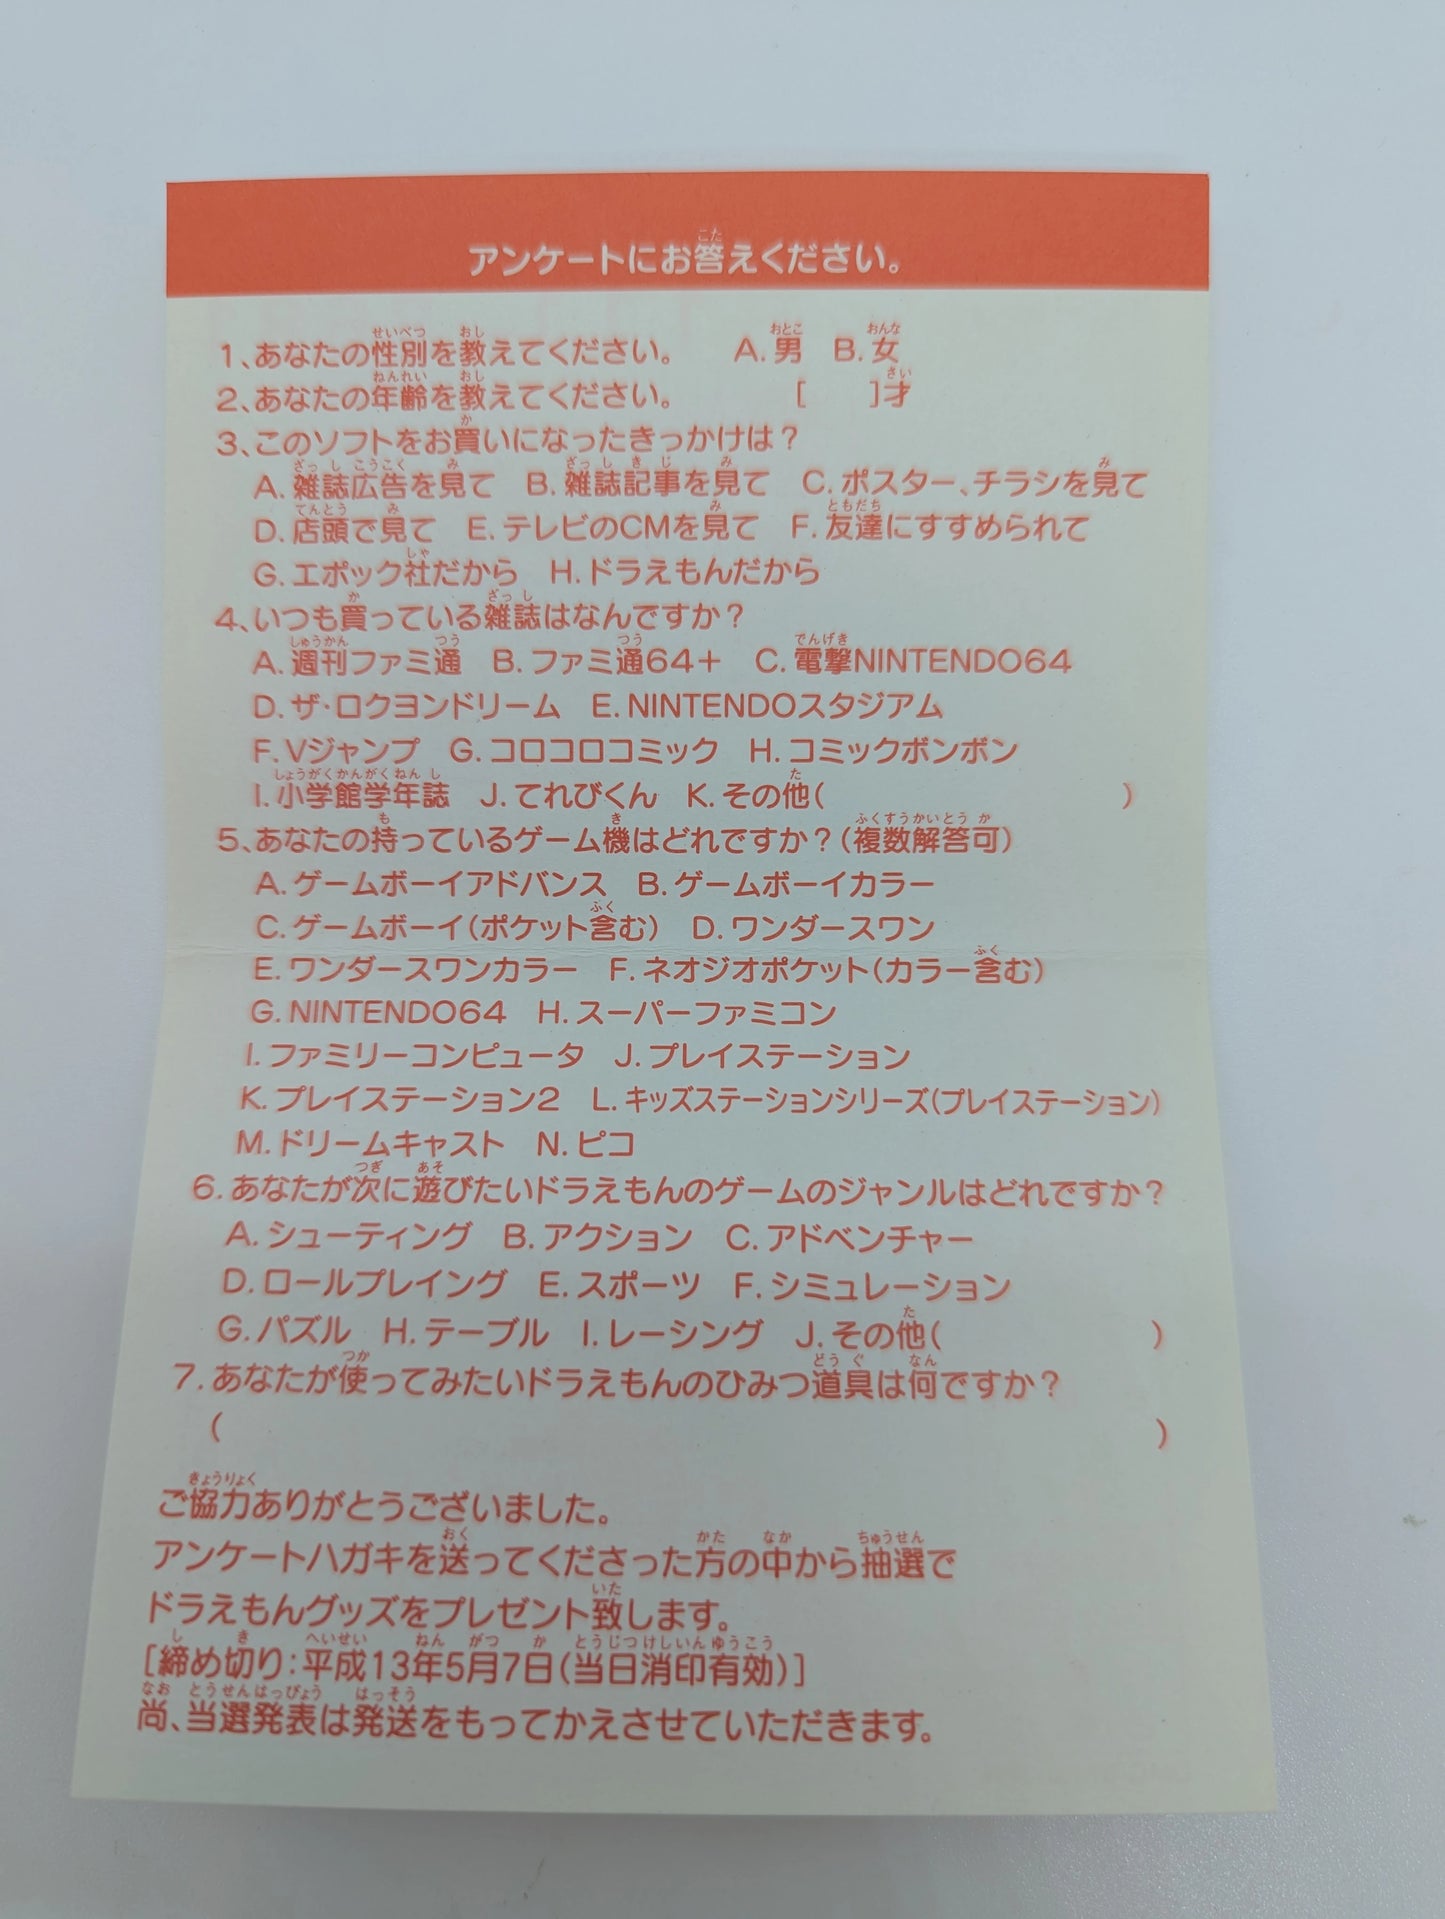 アンケートにお答えください。
1、あなたの性別を教えてください。 A.男 B.女
2、あなたの年齢を教えてください。 [ ]才
3、このソフトをお買いになったきっかけは？
A.雑誌広告を見て B.雑誌記事を見て C.ポスター、チラシを見て
D.店頭で見て E.テレビのCMを見て F.友達にすすめられて
G.エポック社だから H.ドラえもんだから
4、いつも買っている雑誌はなんですか？
A.週刊ファミ通 B.ファミ通64＋ C.電撃NINTENDO64
D.ザ・ロクヨンドリーム E.NINTENDOスタジアム
F.Vジャンプ G.コロコロコミック H.コミックボンボン
I.小学館学年誌 J.てれびくん K.その他( )
5、あなたの持っているゲーム機はどれですか？(複数解答可)
A.ゲームボーイアドバンス B.ゲームボーイカラー
C.ゲームボーイ(ポケット含む) D.ワンダースワン
E.ワンダースワンカラー F.ネオジオポケット(カラー含む)
G.NINTENDO64 H.スーパーファミコン
I.ファミリーコンピュータ J.プレイステーション
K.プレイステーション2 L.キッズステーションシリーズ(プレイステーション)
M.ドリームキャスト N.ピコ
6.あなたが次に遊びたいドラえもんのゲームのジャンルはどれですか？
A.シューティング B.アクション C.アドベンチャー
D.ロールプレイング E.スポーツ F.シミュレーション
G.パズル H.テーブル I.レーシング J.その他( )
7.あなたが使ってみたいドラえもんのひみつ道具は何ですか？
( )
ご協力ありがとうございました。
アンケートハガキを送ってくださった方の中から抽選で
ドラえもんグッズをプレゼント致します。
[締め切り:平成13年5月7日(当日消印有効)]
尚、当選発表は発送をもってかえさせていただきます。